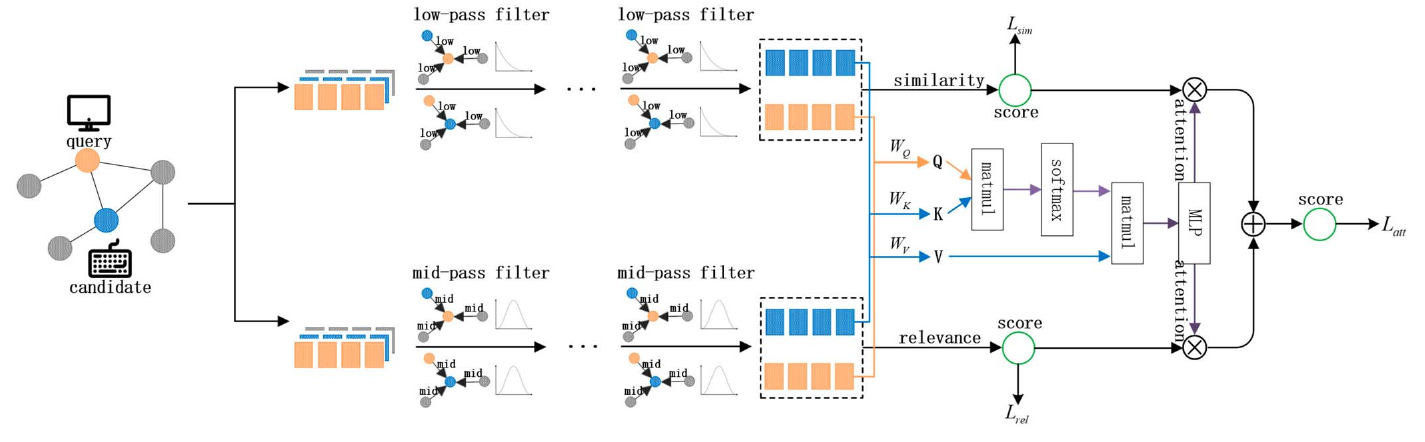 low-pass filter
low-pass filter
low
low
low
low
low
low
low
low
low
low
low
low
query
candidate
mid-pass filter
mid-pass filter
mid
mid
mid
mid
mid
mid
mid
mid
mid
mid
mid
mid
L_sim
similarity
score
W_Q
Q
W_K
K
W_V
V
matmul
softmax
matmul
MLP
attention
attention
relevance
score
L_rel
score
L_att